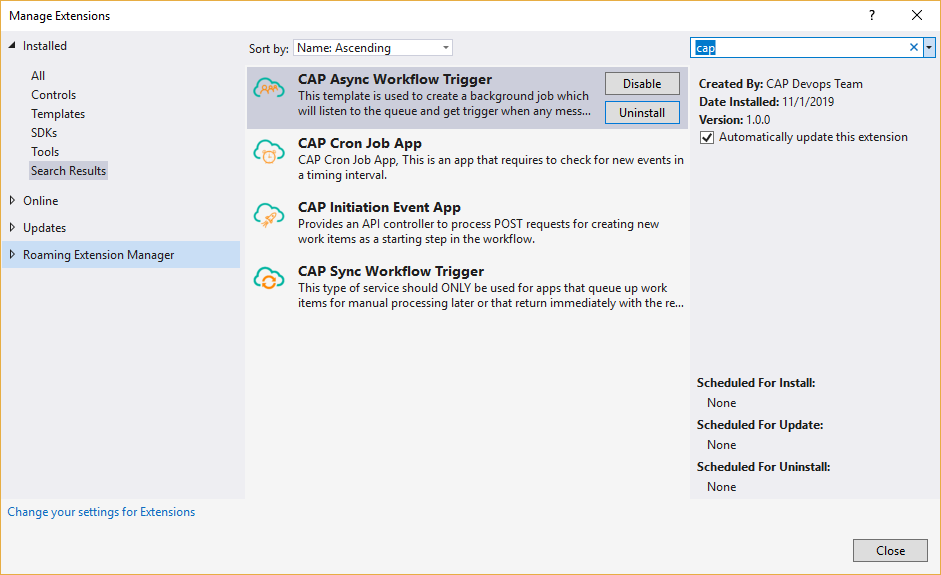 Manage Extensions
?
Installed
All
Controls
Templates
SDKs
Tools
Search Results
Online
Updates
Roaming Extension Manager
Change your settings for Extensions
Sort by: Name: Ascending
CAP Async Workflow Trigger
This template is used to create a background job which
will listen to the queue and get trigger when any mess...
Disable
Uninstall
CAP Cron Job App
CAP Cron Job App, This is an app that requires to check for new events in
a timing interval.
CAP Initiation Event App
Provides an API controller to process POST requests for creating new
work items as a starting step in the workflow.
CAP Sync Workflow Trigger
This type of service should ONLY be used for apps that queue up work
items for manual processing later or that return immediately with the re...
cap
Created By: CAP Devops Team
Date Installed: 11/1/2019
Version: 1.0.0
Automatically update this extension
Scheduled For Install:
None
Scheduled For Update:
None
Scheduled For Uninstall:
None
Close